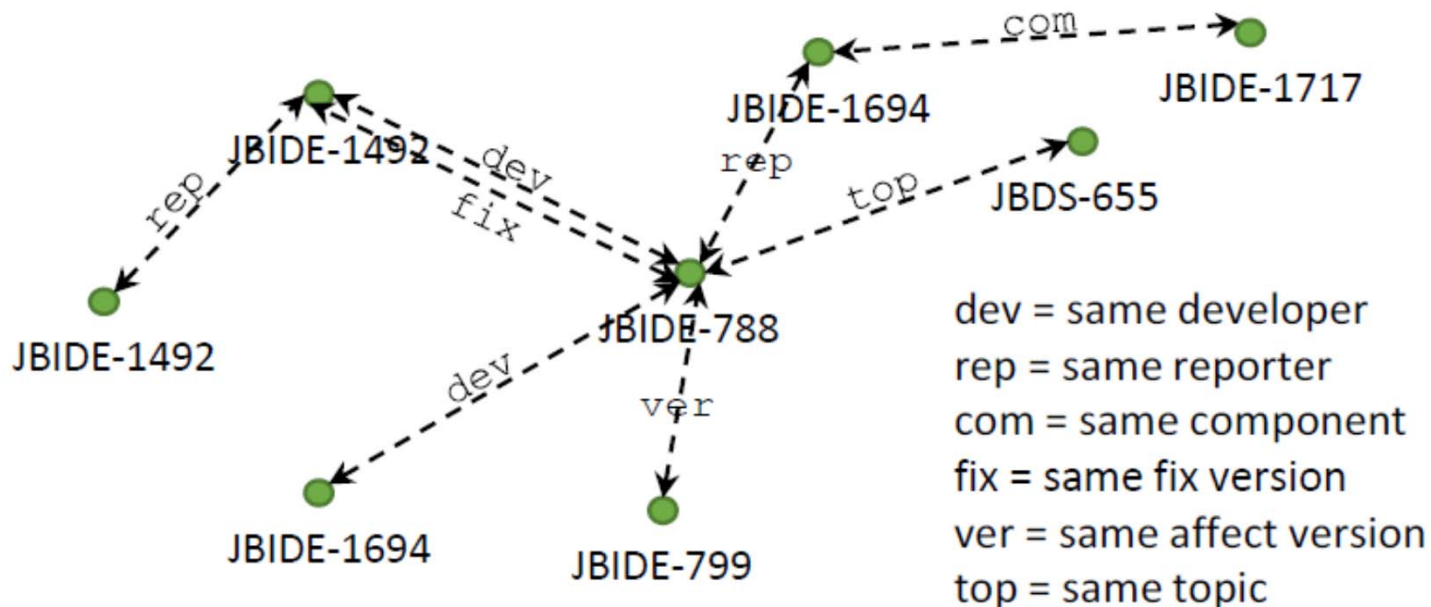 com
JBIDE-1717
JBIDE-1694
JBIDE-1492
dev
rep
top
rep
fix
JBDS-655
JBIDE-788
JBIDE-1492
dev
ver
JBIDE-1694
JBIDE-799
dev = same developer
rep = same reporter
com = same component
fix = same fix version
ver = same affect version
top = same topic